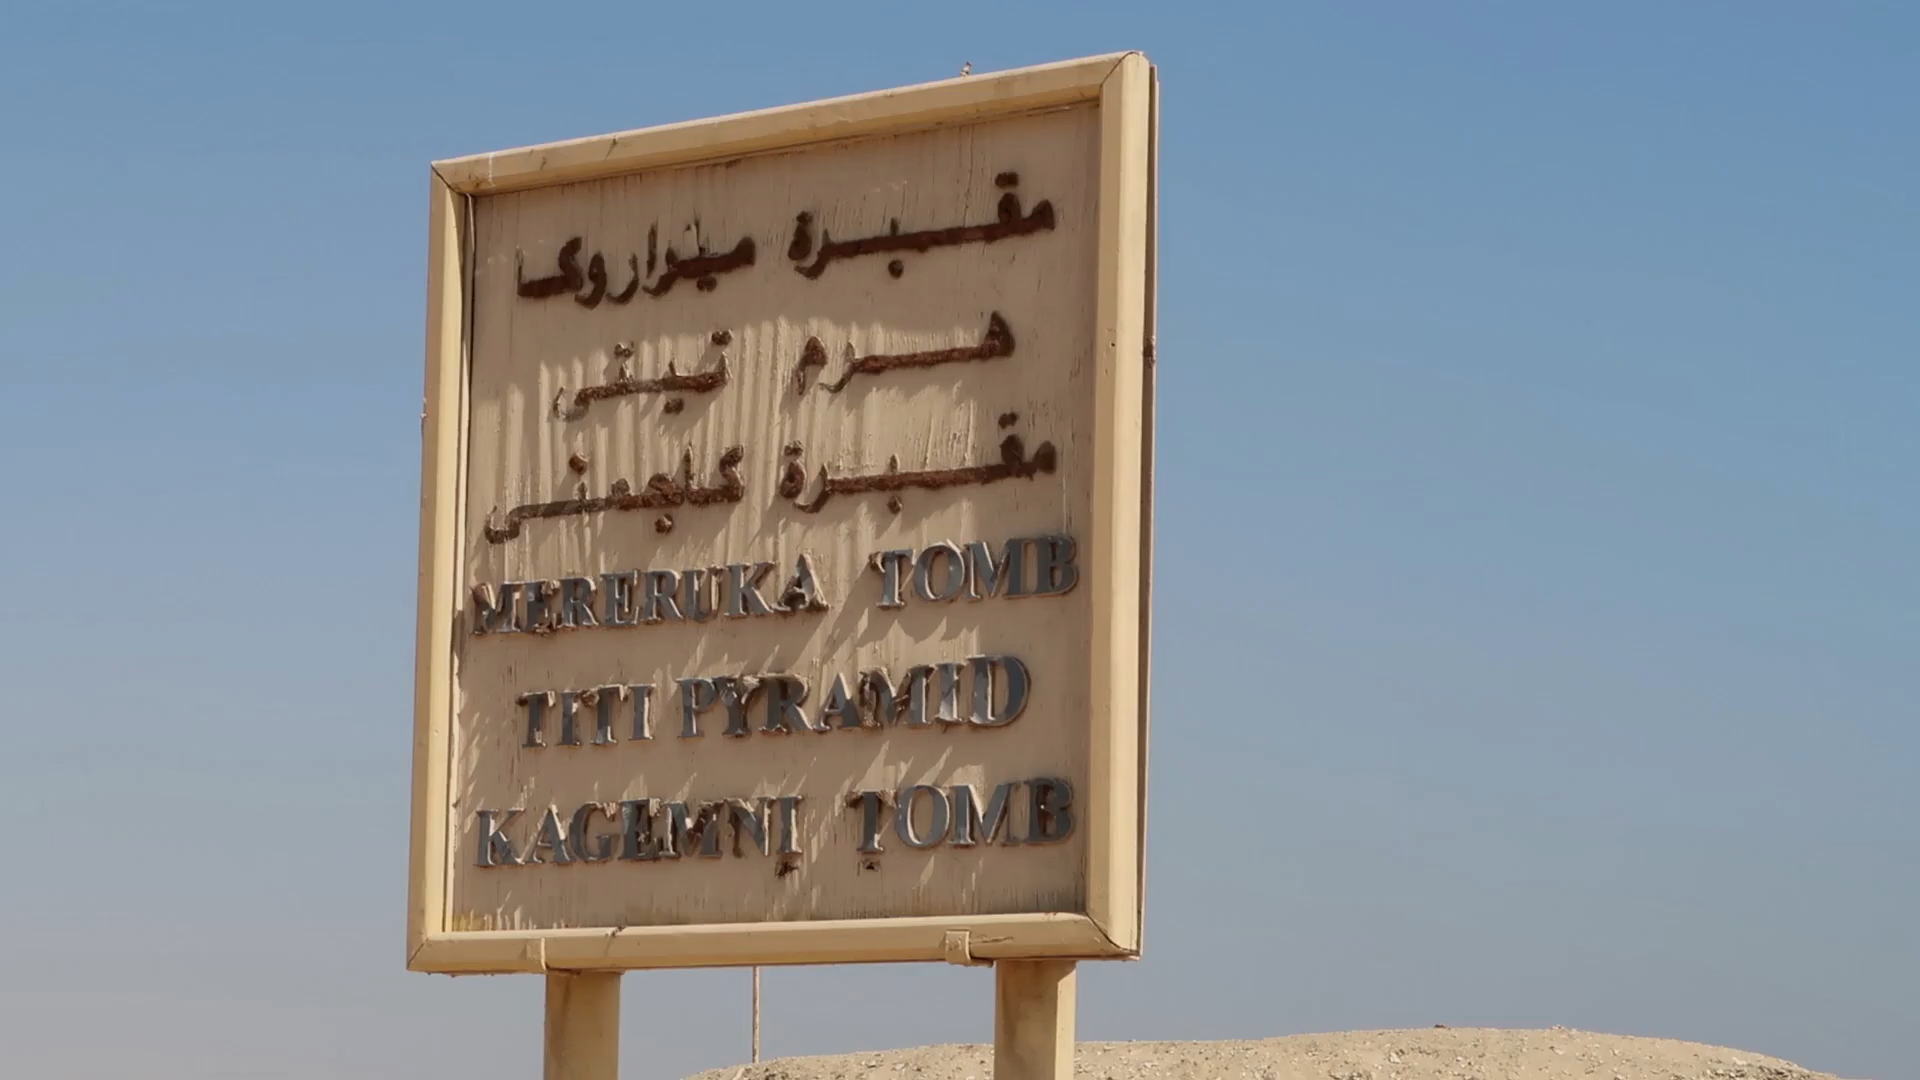 مقبرة ميراروكا
هرم تيتى
مقبرة كاجمنى
MERERUKA TOMB
TITI PYRAMID
KAGEMNI TOMB